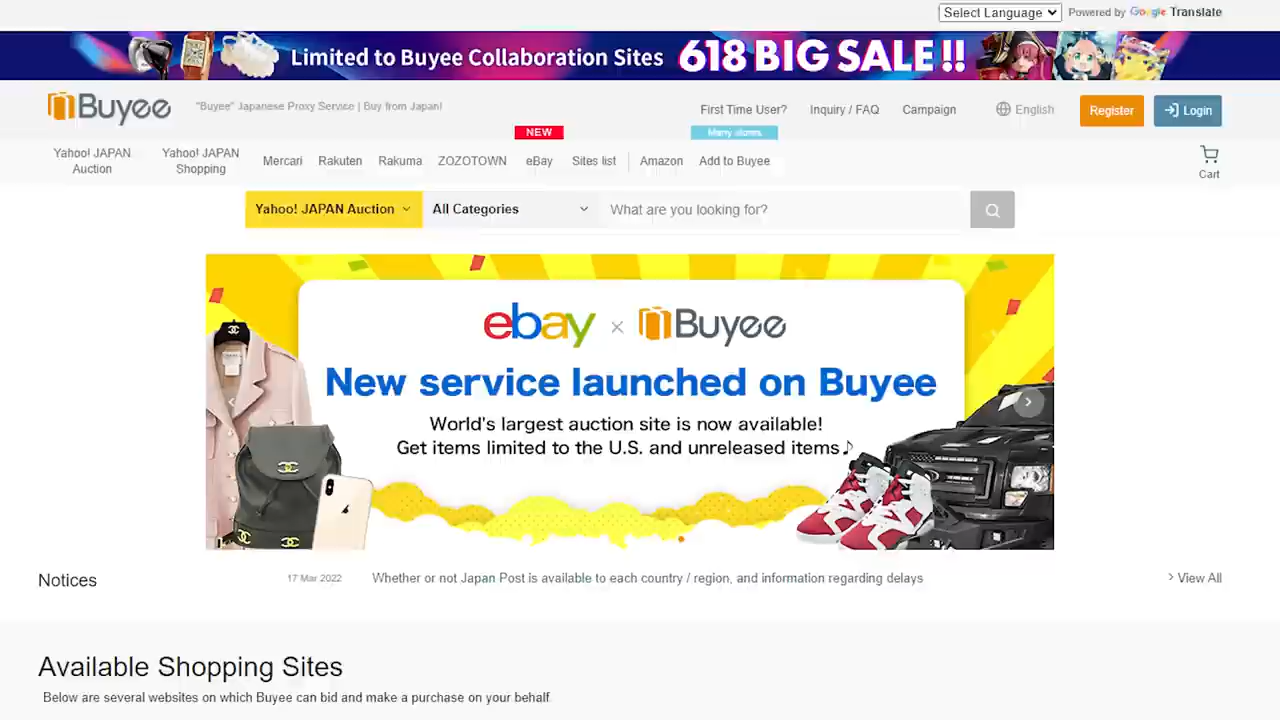 Select Language
Powered by Google Translate
Limited to Buyee Collaboration Sites 618 BIG SALE!!
Buyee
"Buyee" Japanese Proxy Service | Buy from Japan!
First Time User?
Inquiry / FAQ
Campaign
English
Register
Login
NEW
Many stores
Yahoo! JAPAN
Auction
Yahoo! JAPAN
Shopping
Mercari
Rakuten
Rakuma
ZOZOTOWN
eBay
Sites list
Amazon
Add to Buyee
Cart
Yahoo! JAPAN Auction
All Categories
What are you looking for?
ebay × Buyee
New service launched on Buyee
World's largest auction site is now available!
Get items limited to the U.S. and unreleased items♪
Notices
17 Mar 2022
Whether or not Japan Post is available to each country / region, and information regarding delays
View All
Available Shopping Sites
Below are several websites on which Buyee can bid and make a purchase on your behalf